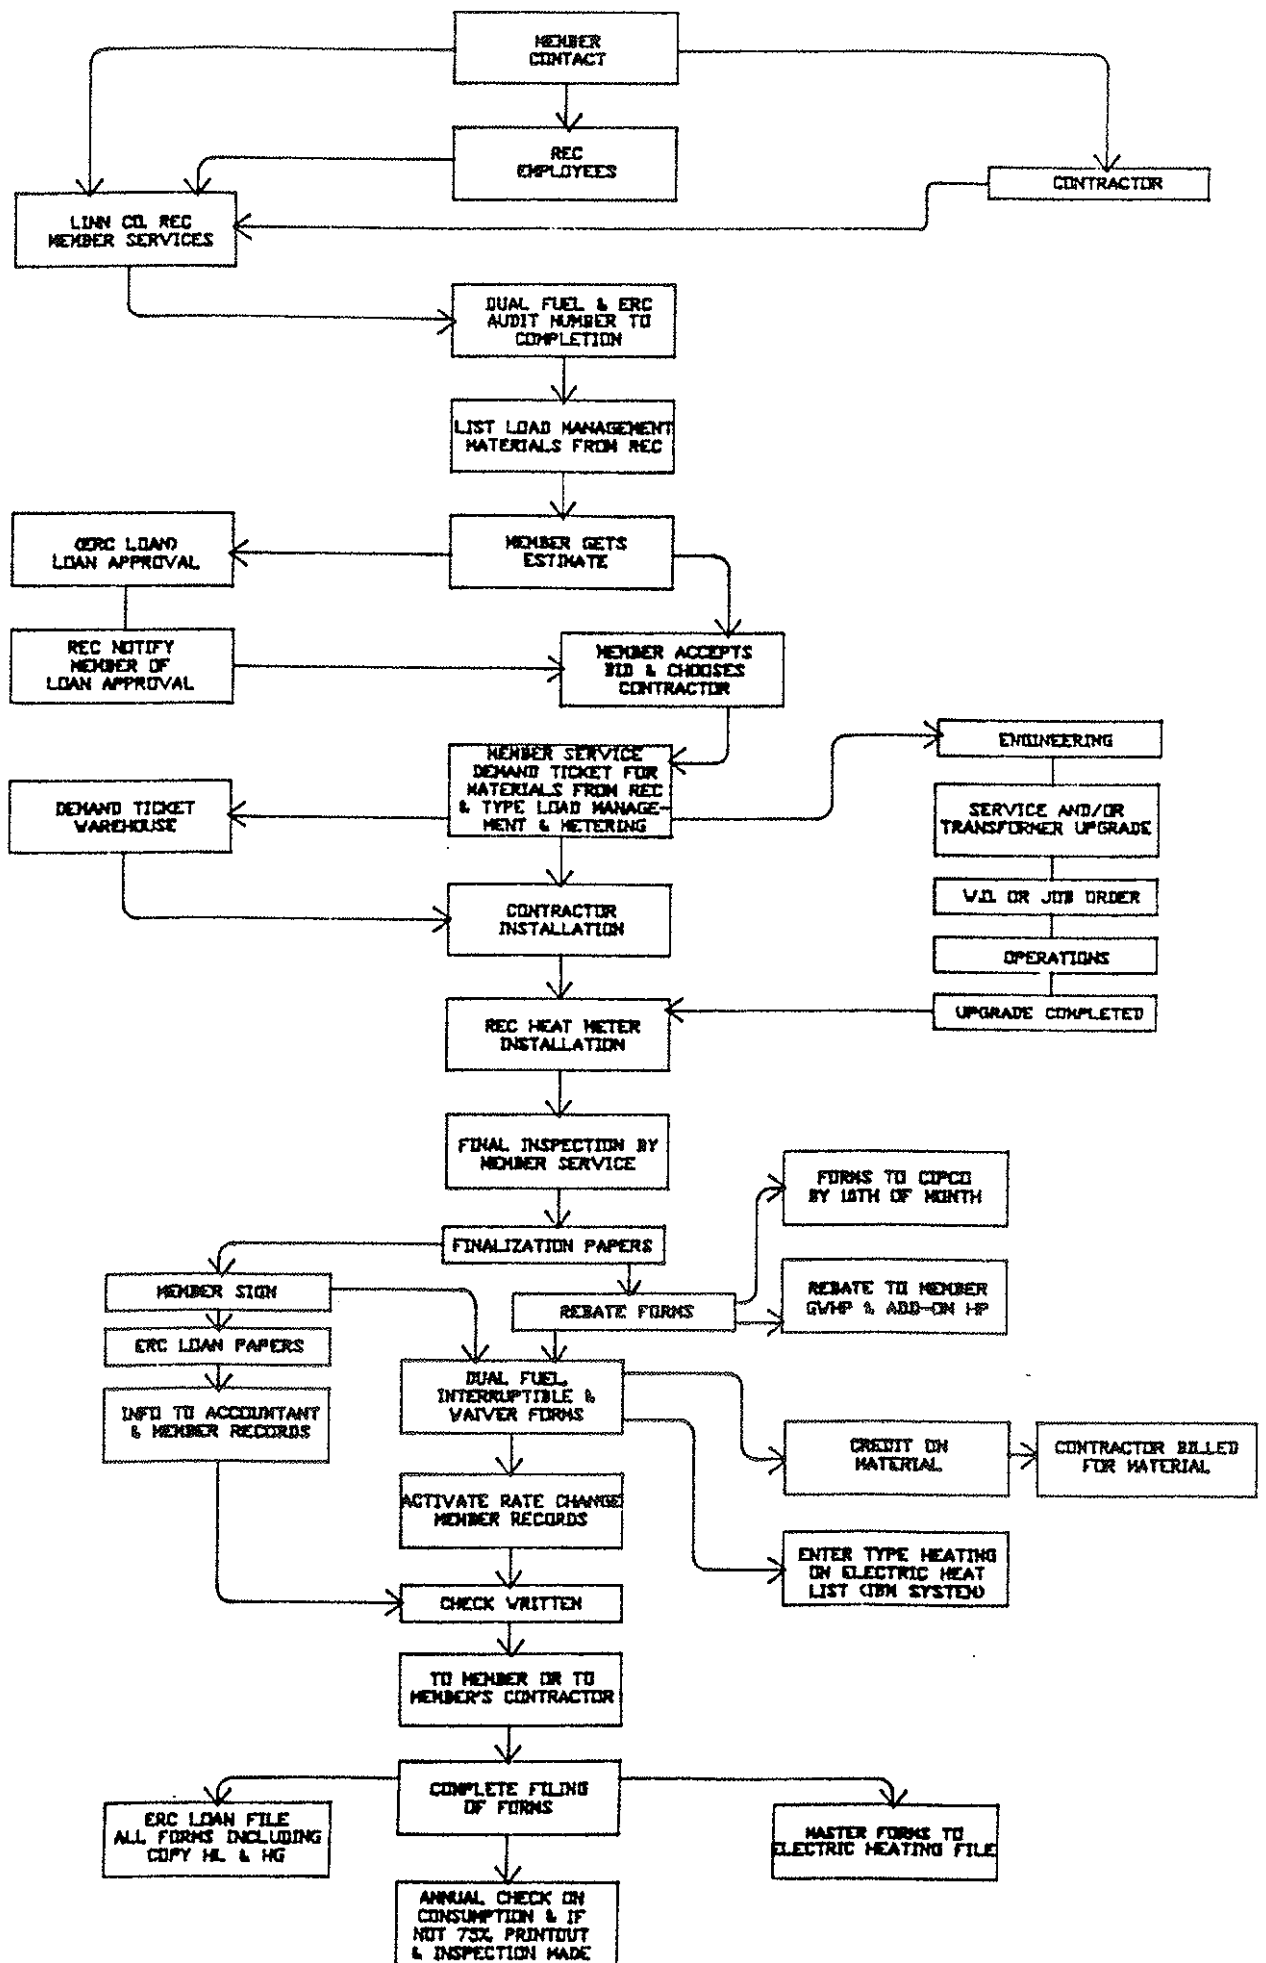 MEMBER
CONTACT
REC
EMPLOYEES
CONTRACTOR
LINN CO. REC
MEMBER SERVICES
DUAL FUEL & ERC
AUDIT NUMBER TO
COMPLETION
LIST LOAD MANAGEMENT
MATERIALS FROM REC
(ERC LOAN)
LOAN APPROVAL
MEMBER GETS
ESTIMATE
REC NOTIFY
MEMBER OF
LOAN APPROVAL
MEMBER ACCEPTS
BID & CHOOSES
CONTRACTOR
ENGINEERING
MEMBER SERVICE
DEMAND TICKET FOR
MATERIALS FROM REC
& TYPE LOAD MANAGE-
MENT & METERING
DEMAND TICKET
WAREHOUSE
SERVICE AND/OR
TRANSFORMER UPGRADE
W.O. OR JOB ORDER
CONTRACTOR
INSTALLATION
OPERATIONS
UPGRADE COMPLETED
REC HEAT METER
INSTALLATION
FINAL INSPECTION BY
MEMBER SERVICE
FORMS TO CIPCO
BY 10TH OF MONTH
FINALIZATION PAPERS
MEMBER SIGN
REBATE FORMS
REBATE TO MEMBER
GWHP & ADD-ON HP
ERC LOAN PAPERS
DUAL FUEL,
INTERRUPTIBLE &
WAIVER FORMS
INFO TO ACCOUNTANT
& MEMBER RECORDS
CREDIT ON
MATERIAL
CONTRACTOR BILLED
FOR MATERIAL
ACTIVATE RATE CHANGE
MEMBER RECORDS
ENTER TYPE HEATING
ON ELECTRIC HEAT
LIST (IBM SYSTEM)
CHECK WRITTEN
TO MEMBER OR TO
MEMBER'S CONTRACTOR
COMPLETE FILING
OF FORMS
ERC LOAN FILE
ALL FORMS INCLUDING
COPY HL & HG
MASTER FORMS TO
ELECTRIC HEATING FILE
ANNUAL CHECK ON
CONSUMPTION & IF
NOT 75% PRINTOUT
& INSPECTION MADE